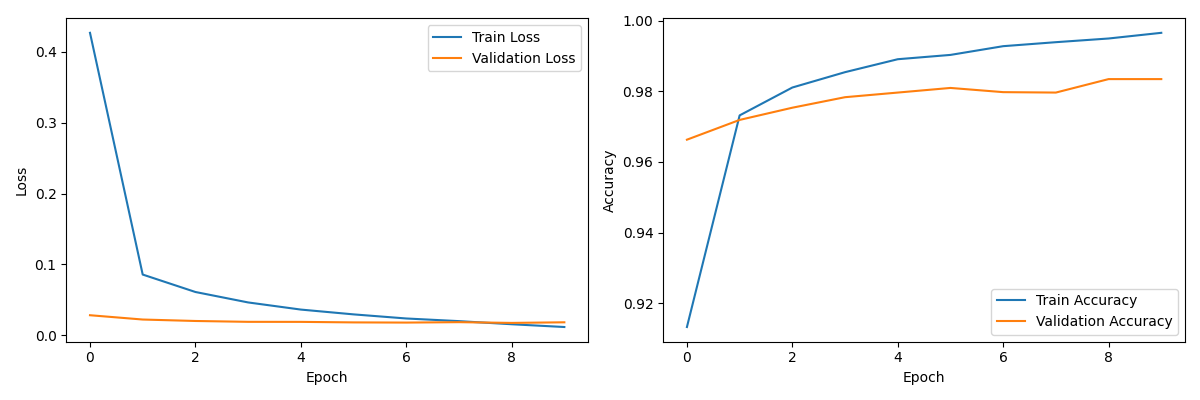 Train Loss
Validation Loss
0.4
0.3
0.2
0.1
0.0
Loss
0 2 4 6 8
Epoch
1.00
0.98
0.96
0.94
0.92
Accuracy
Train Accuracy
Validation Accuracy
0 2 4 6 8
Epoch